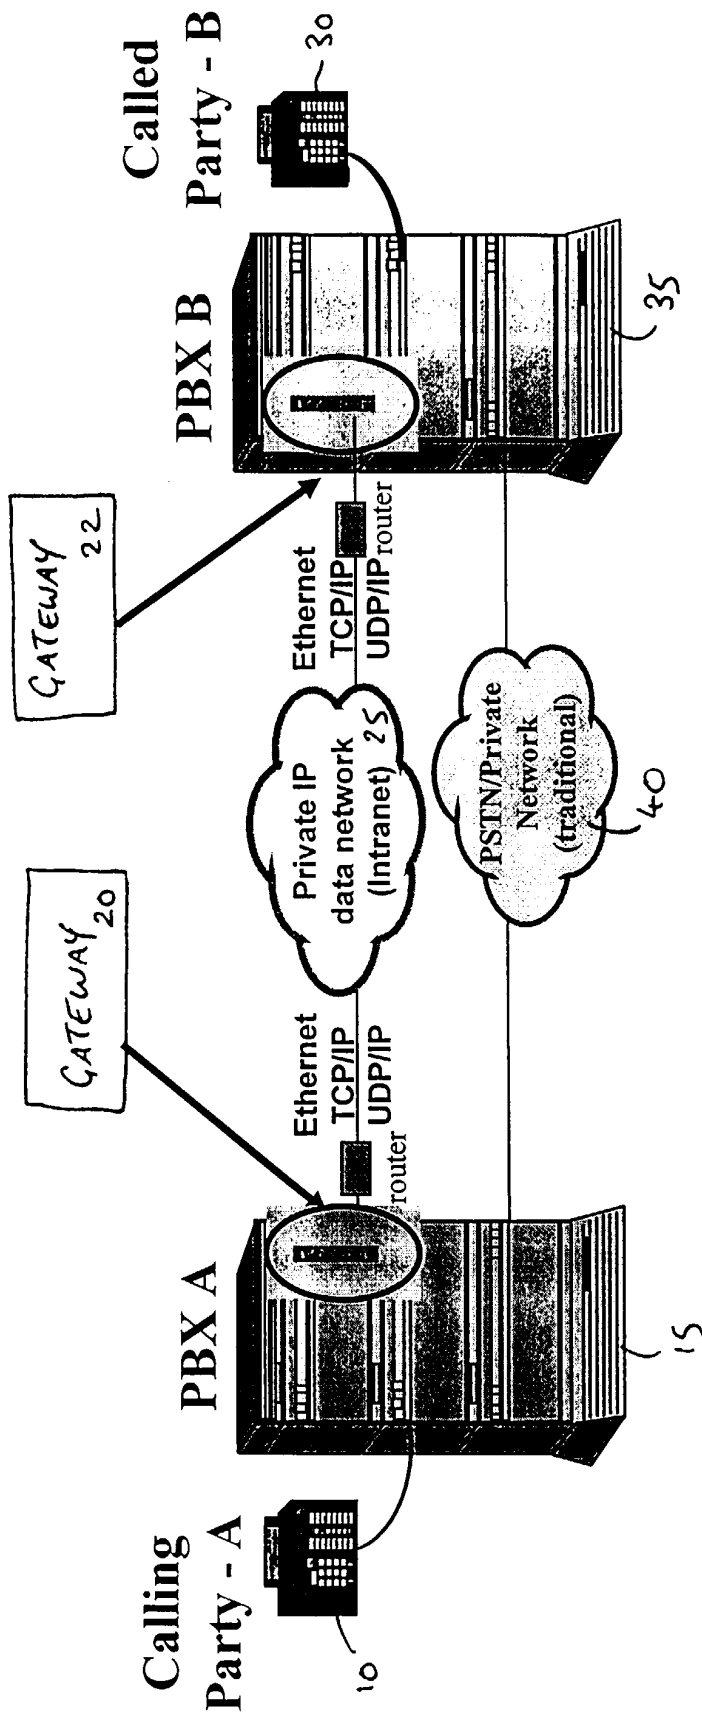 GATEWAY
20
GATEWAY
22
Calling
Party - A
10
PBX A
15
router
Ethernet
TCP/IP
UDP/IP
Private IP
data network
(Intranet) 25
Ethernet
TCP/IP
UDP/IP
router
PSTN/Private
Network
(traditional)
40
PBX B
35
Called
Party - B
30